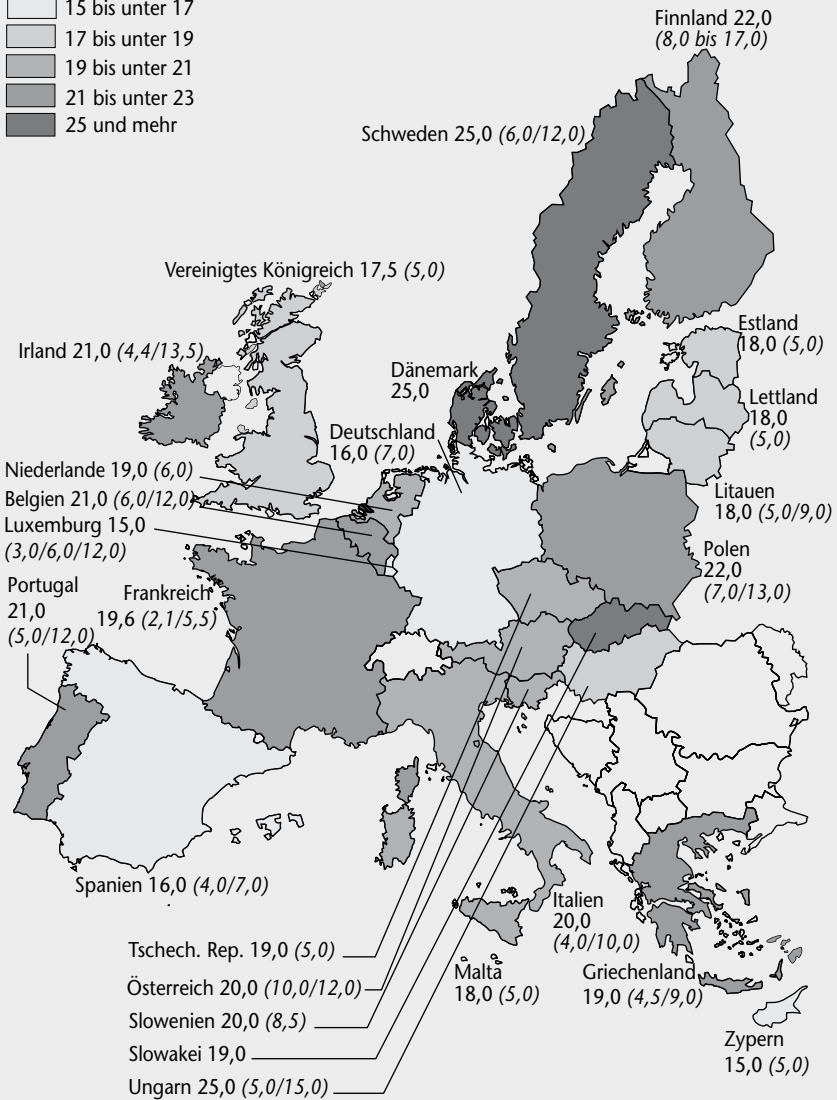 15 bis unter 17
17 bis unter 19
19 bis unter 21
21 bis unter 23
25 und mehr
Finnland 22,0
(8,0 bis 17,0)
Schweden 25,0 (6,0/12,0)
Vereinigtes Königreich 17,5 (5,0)
Irland 21,0 (4,4/13,5)
Estland
18,0 (5,0)
Dänemark
25,0
Lettland
18,0
(5,0)
Deutschland
16,0 (7,0)
Niederlande 19,0 (6,0)
Belgien 21,0 (6,0/12,0)
Luxemburg 15,0
(3,0/6,0/12,0)
Litauen
18,0 (5,0/9,0)
Polen
22,0
(7,0/13,0)
Portugal
21,0
(5,0/12,0)
Frankreich
19,6 (2,1/5,5)
Spanien 16,0 (4,0/7,0)
Italien
20,0
(4,0/10,0)
Tschech. Rep. 19,0 (5,0)
Österreich 20,0 (10,0/12,0)
Slowenien 20,0 (8,5)
Slowakei 19,0
Ungarn 25,0 (5,0/15,0)
Malta
18,0 (5,0)
Griechenland
19,0 (4,5/9,0)
Zypern
15,0 (5,0)